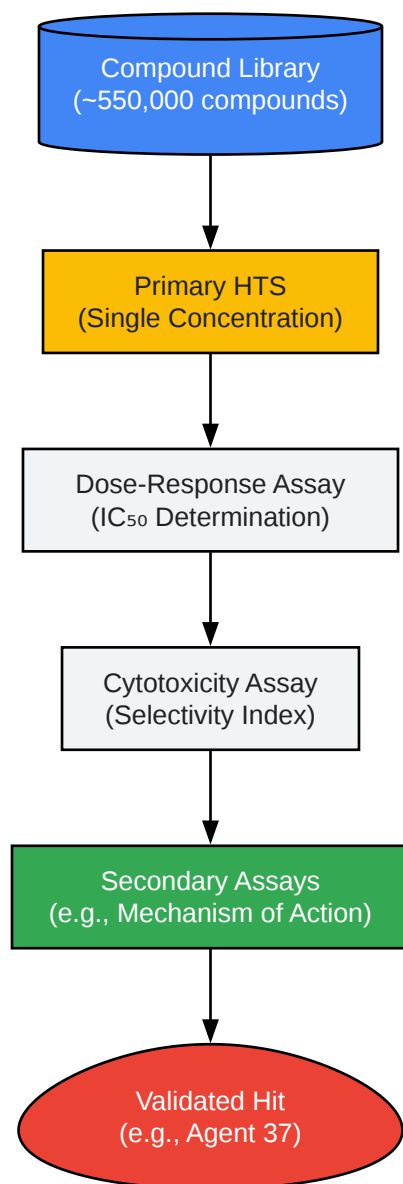 Compound Library
(~550,000 compounds)
Primary HTS
(Single Concentration)
Dose-Response Assay
(IC₅₀ Determination)
Cytotoxicity Assay
(Selectivity Index)
Secondary Assays
(e.g., Mechanism of Action)
Validated Hit
(e.g., Agent 37)